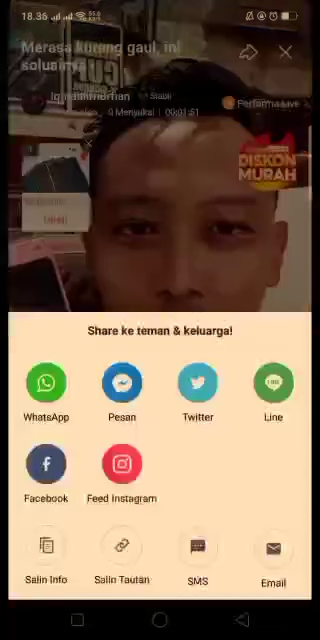 18.36
Merasa kurang gaul, ini
solusinya
Stabil
0 Menyukai | 00:01:51
DISKON
MURAH
Share ke teman & keluarga!
WhatsApp
Pesan
Twitter
Line
Facebook
Feed Instagram
Salin Info
Salin Tautan
SMS
Email